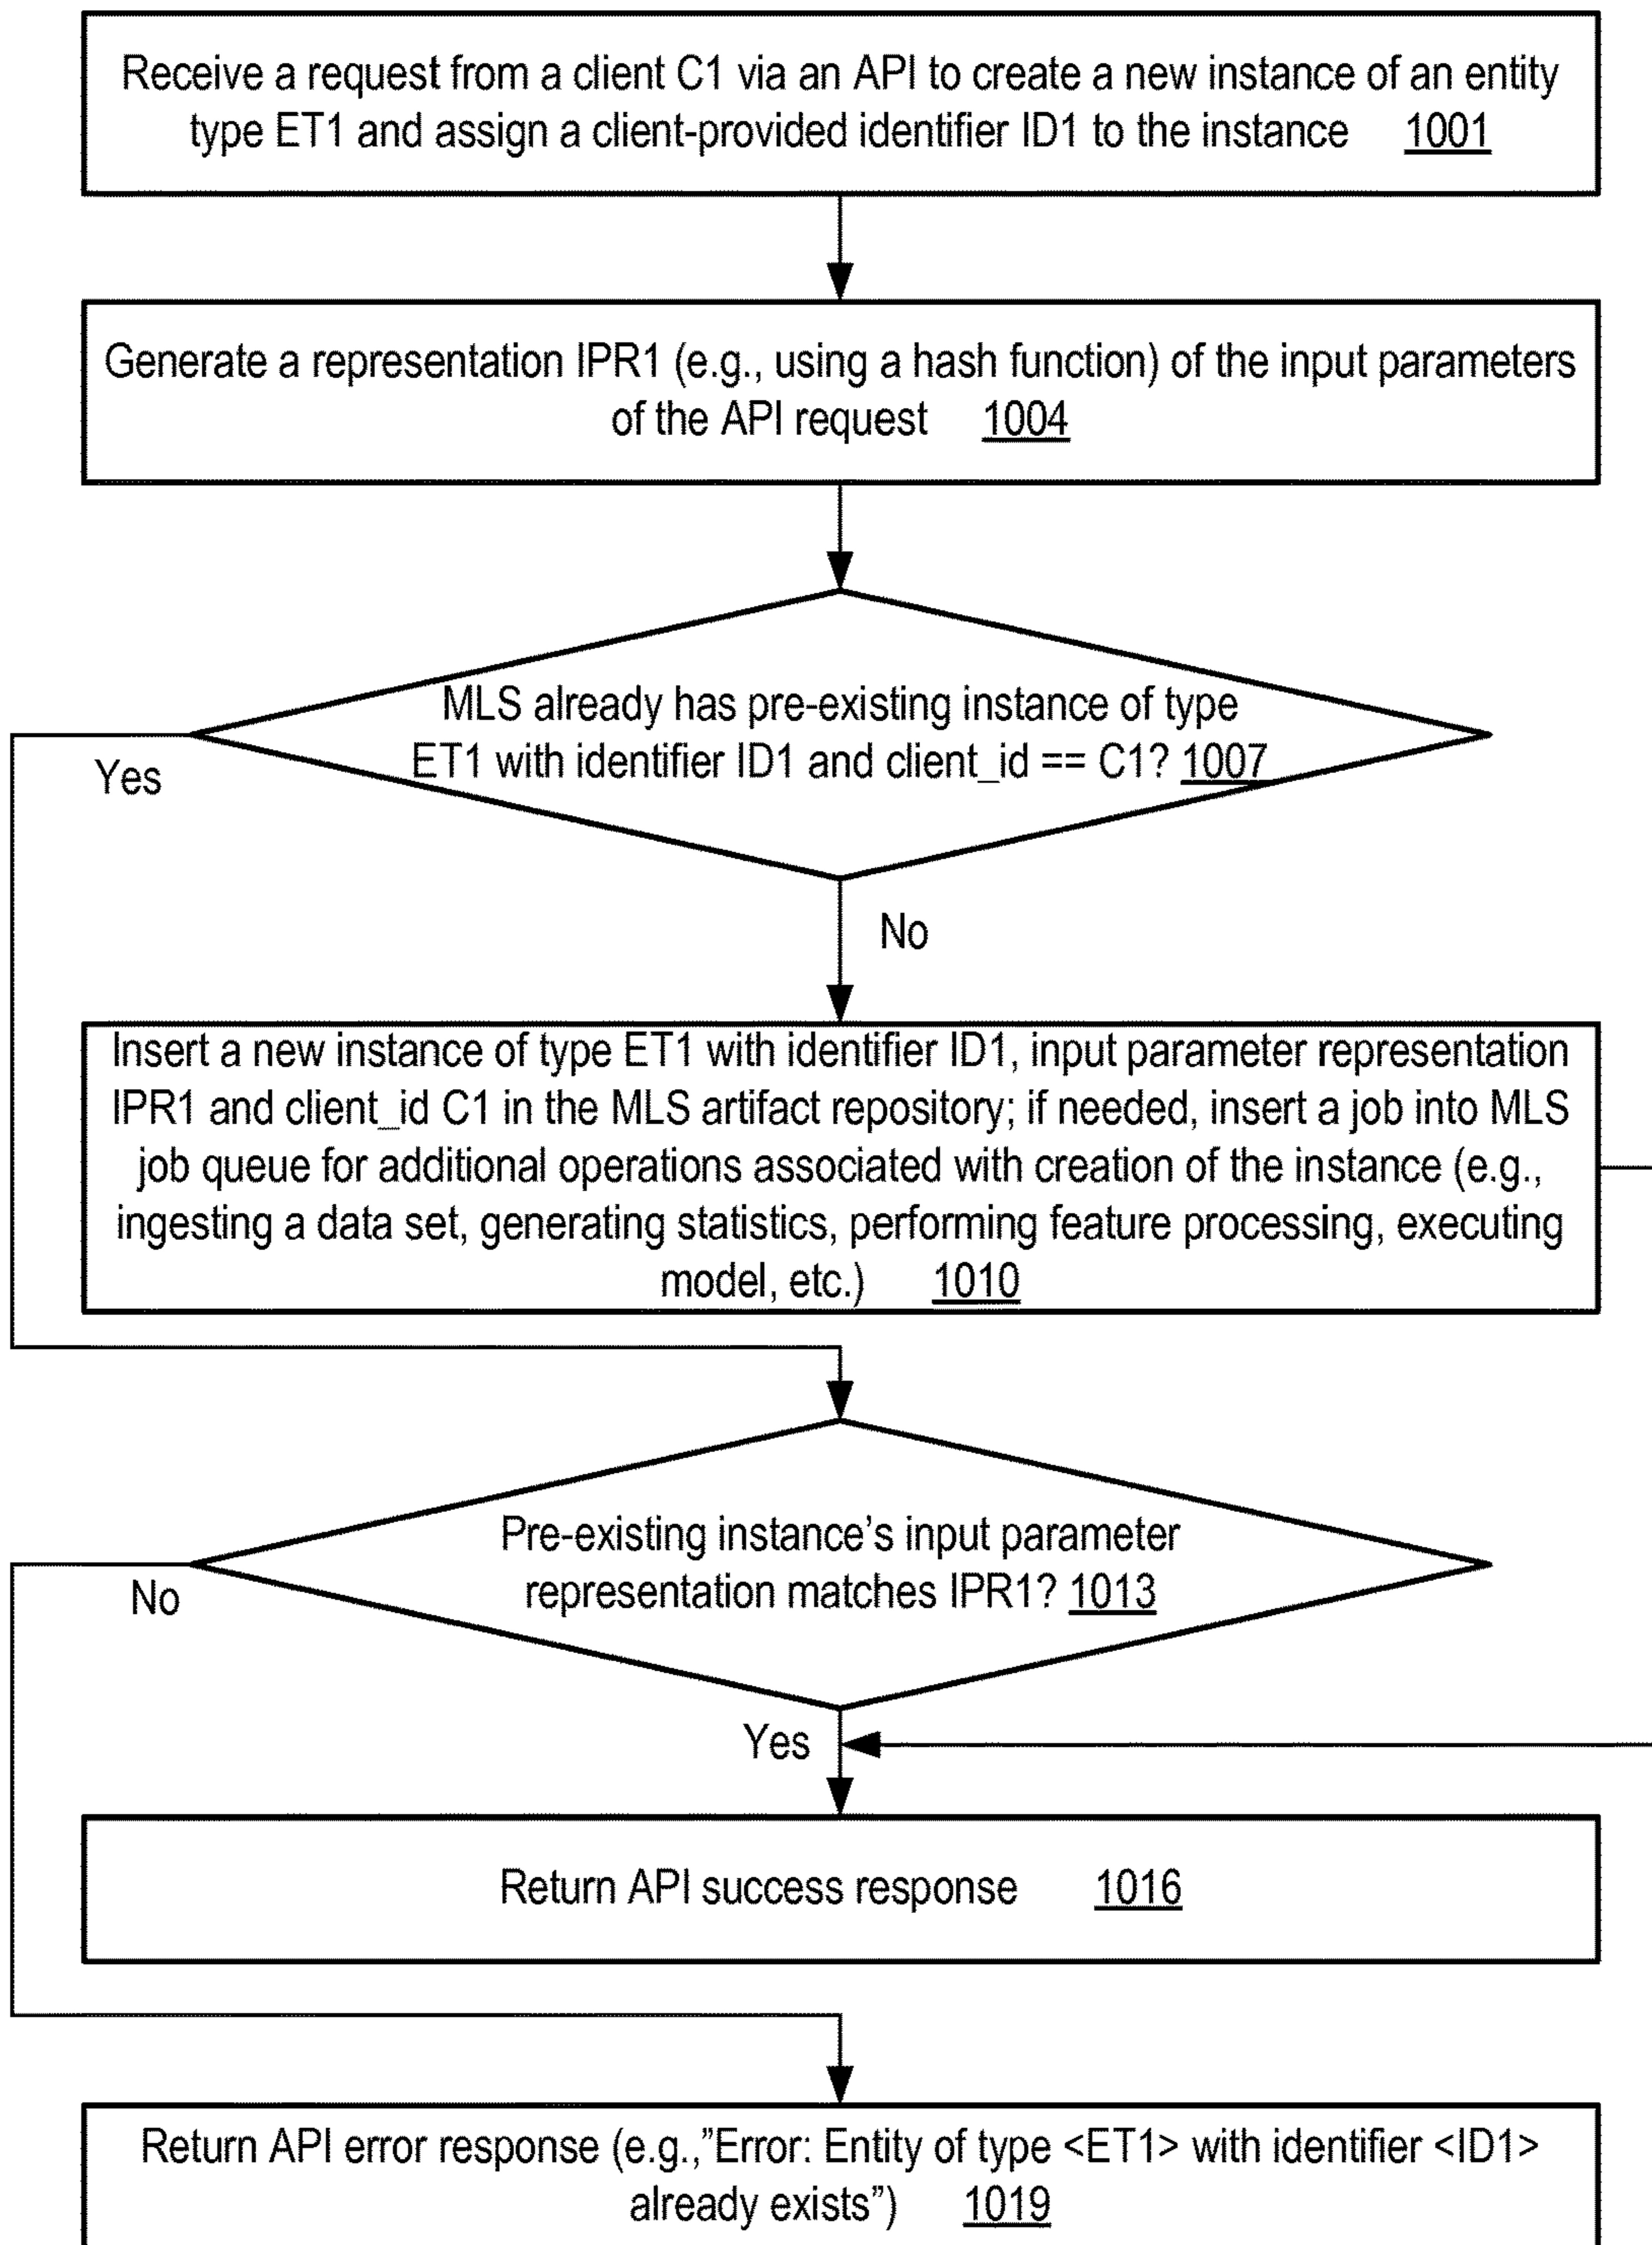 Receive a request from a client C1 via an API to create a new instance of an entity
type ET1 and assign a client-provided identifier ID1 to the instance 1001
Generate a representation IPR1 (e.g., using a hash function) of the input parameters
of the API request 1004
MLS already has pre-existing instance of type
ET1 with identifier ID1 and client_id == C1? 1007
Yes
No
Insert a new instance of type ET1 with identifier ID1, input parameter representation
IPR1 and client_id C1 in the MLS artifact repository; if needed, insert a job into MLS
job queue for additional operations associated with creation of the instance (e.g.,
ingesting a data set, generating statistics, performing feature processing, executing
model, etc.) 1010
Pre-existing instance’s input parameter
representation matches IPR1? 1013
No
Yes
Return API success response 1016
Return API error response (e.g.,”Error: Entity of type <ET1> with identifier <ID1>
already exists”) 1019